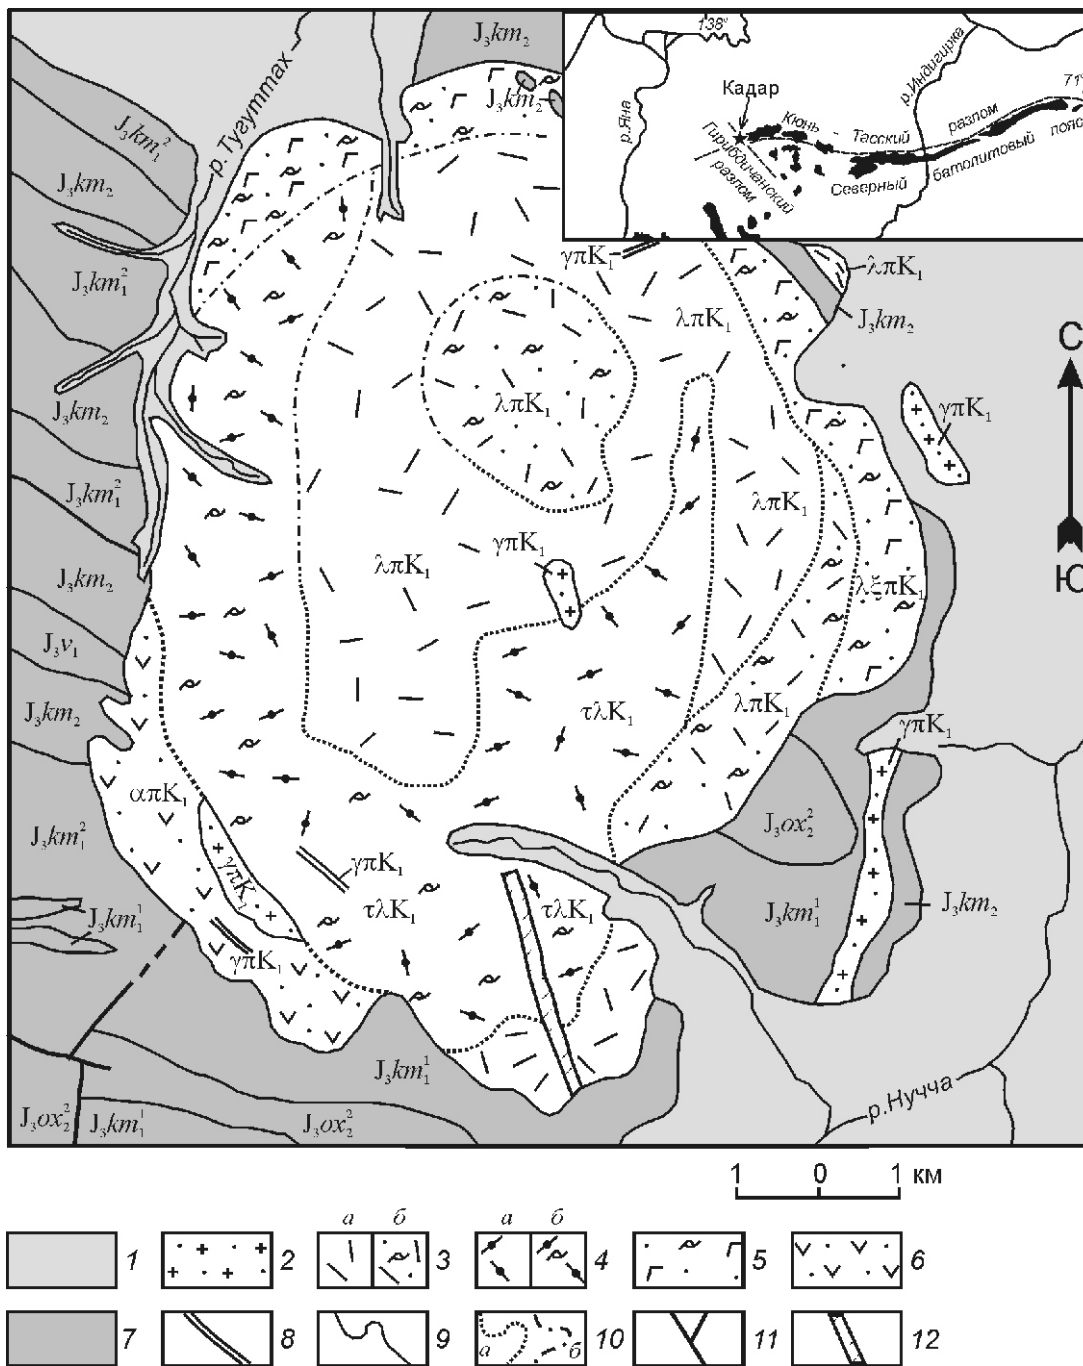 J₃km₂
138°
J₃km₂
J₃km₁²
р.Тугуттах
Кадар
р.Яна
р.Индигирка
71°
Кюнь - Тасский разлом
Гирибдичанский разлом
Северный батолитовый пояс
J₃km₂
J₃km₁²
γπK₁
λπK₁
λπK₁
J₃km₂
С
λπK₁
γπK₁
J₃km₂
J₃km₁²
λπK₁
γπK₁
λπK₁
J₃km₂
λξπK₁
Ю
J₃v₁
J₃km₂
τλK₁
λπK₁
γπK₁
απK₁
J₃km₁²
J₃ox₂²
γπK₁
γπK₁
τλK₁
τλK₁
J₃km₁¹
J₃km₂
J₃km₁¹
γπK₁
J₃km₁¹
J₃ox₂²
J₃km₁¹
J₃ox₂²
р.Нучча
1 0 1 км
а б а б
1 2 3 4 5 6
а б
7 8 9 10 11 12